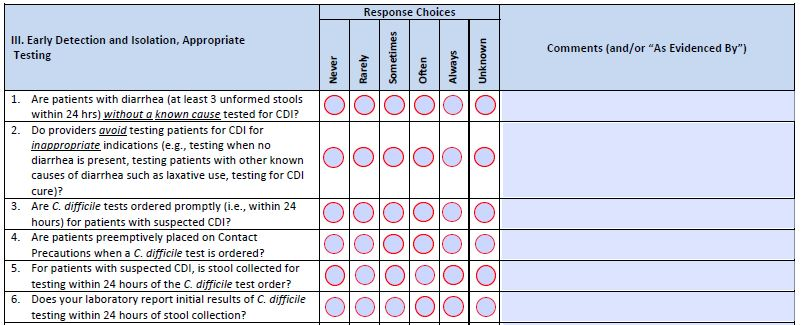 III. Early Detection and Isolation, Appropriate
Testing
Response Choices
Never
Rarely
Sometimes
Often
Always
Unknown
Comments (and/or “As Evidenced By”)
1. Are patients with diarrhea (at least 3 unformed stools
within 24 hrs) without a known cause tested for CDI?
2. Do providers avoid testing patients for CDI for
inappropriate indications (e.g., testing when no
diarrhea is present, testing patients with other known
causes of diarrhea such as laxative use, testing for CDI
cure)?
3. Are C. difficile tests ordered promptly (i.e., within 24
hours) for patients with suspected CDI?
4. Are patients preemptively placed on Contact
Precautions when a C. difficile test is ordered?
5. For patients with suspected CDI, is stool collected for
testing within 24 hours of the C. difficile test order?
6. Does your laboratory report initial results of C. difficile
testing within 24 hours of stool collection?